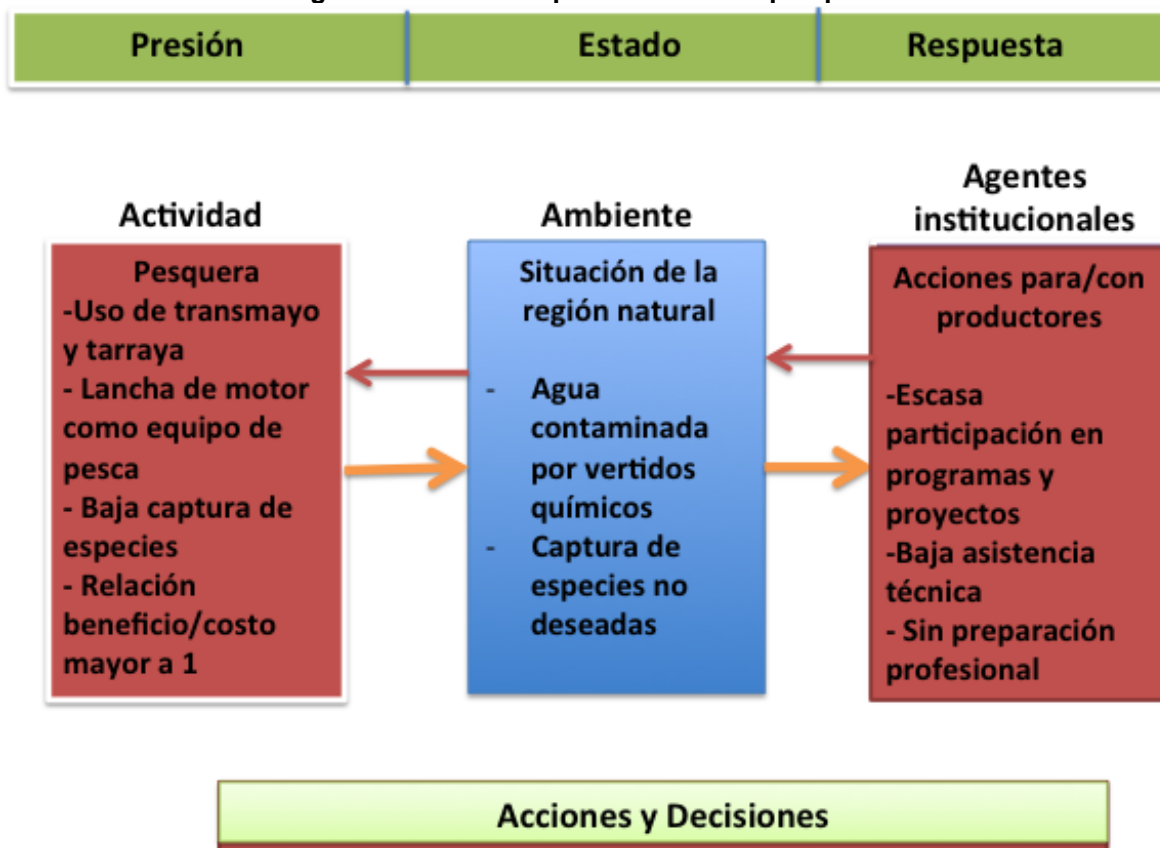 Presión
Estado
Respuesta
Actividad
Pesquera
-Uso de transmayo
y tarraya
- Lancha de motor
como equipo de
pesca
- Baja captura de
especies
- Relación
beneficio/costo
mayor a 1
Ambiente
Situación de la
región natural
- Agua
contaminada
por vertidos
químicos
- Captura de
especies no
deseadas
Agentes
institucionales
Acciones para/con
productores
-Escasa
participación en
programas y
proyectos
-Baja asistencia
técnica
- Sin preparación
profesional
Acciones y Decisiones